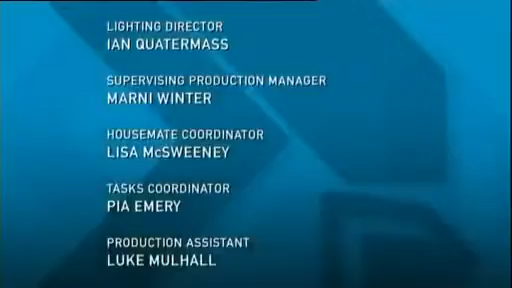 LIGHTING DIRECTOR
IAN QUATERMASS
SUPERVISING PRODUCTION MANAGER
MARNI WINTER
HOUSEMATE COORDINATOR
LISA McSWEENEY
TASKS COORDINATOR
PIA EMERY
PRODUCTION ASSISTANT
LUKE MULHALL